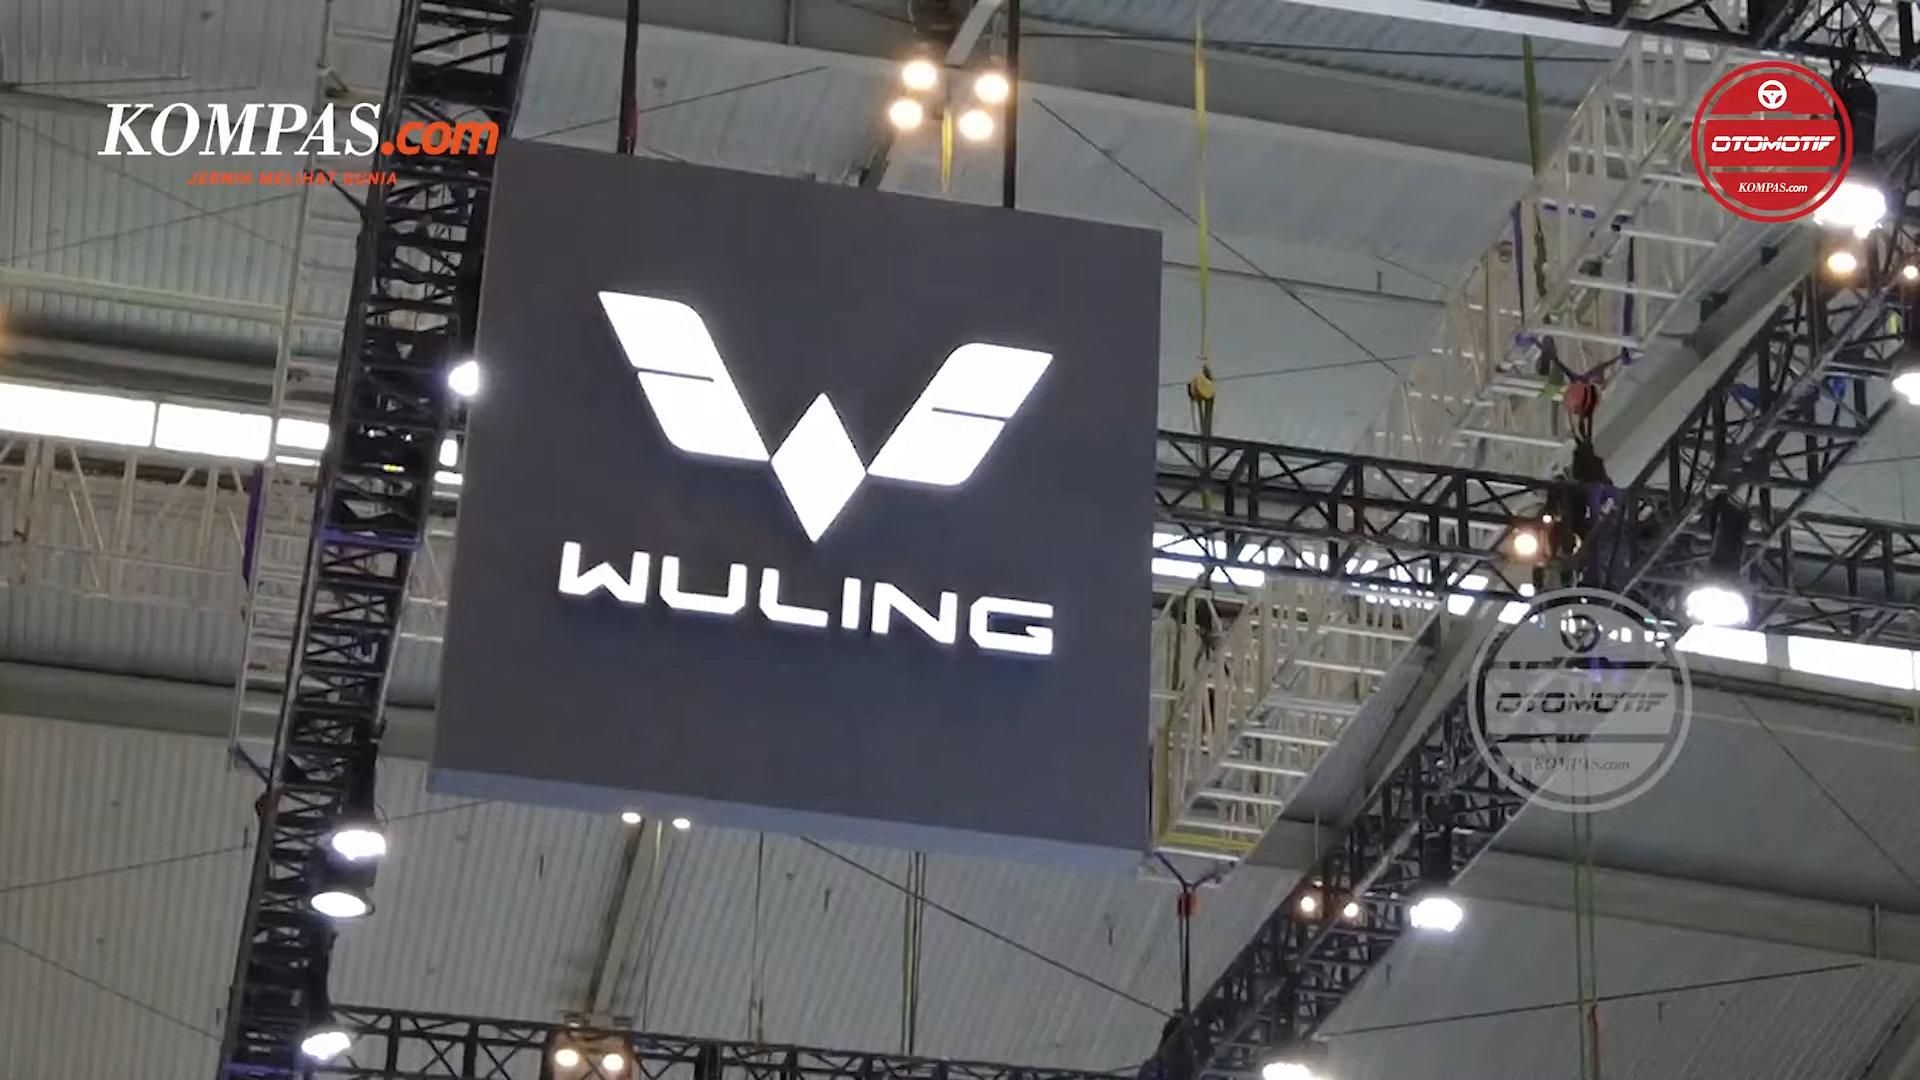 KOMPAS.com
JERNIH MELIHAT DUNIA
OTOMOTIF
KOMPAS.com
WULING
OTOMOTIF
KOMPAS.com